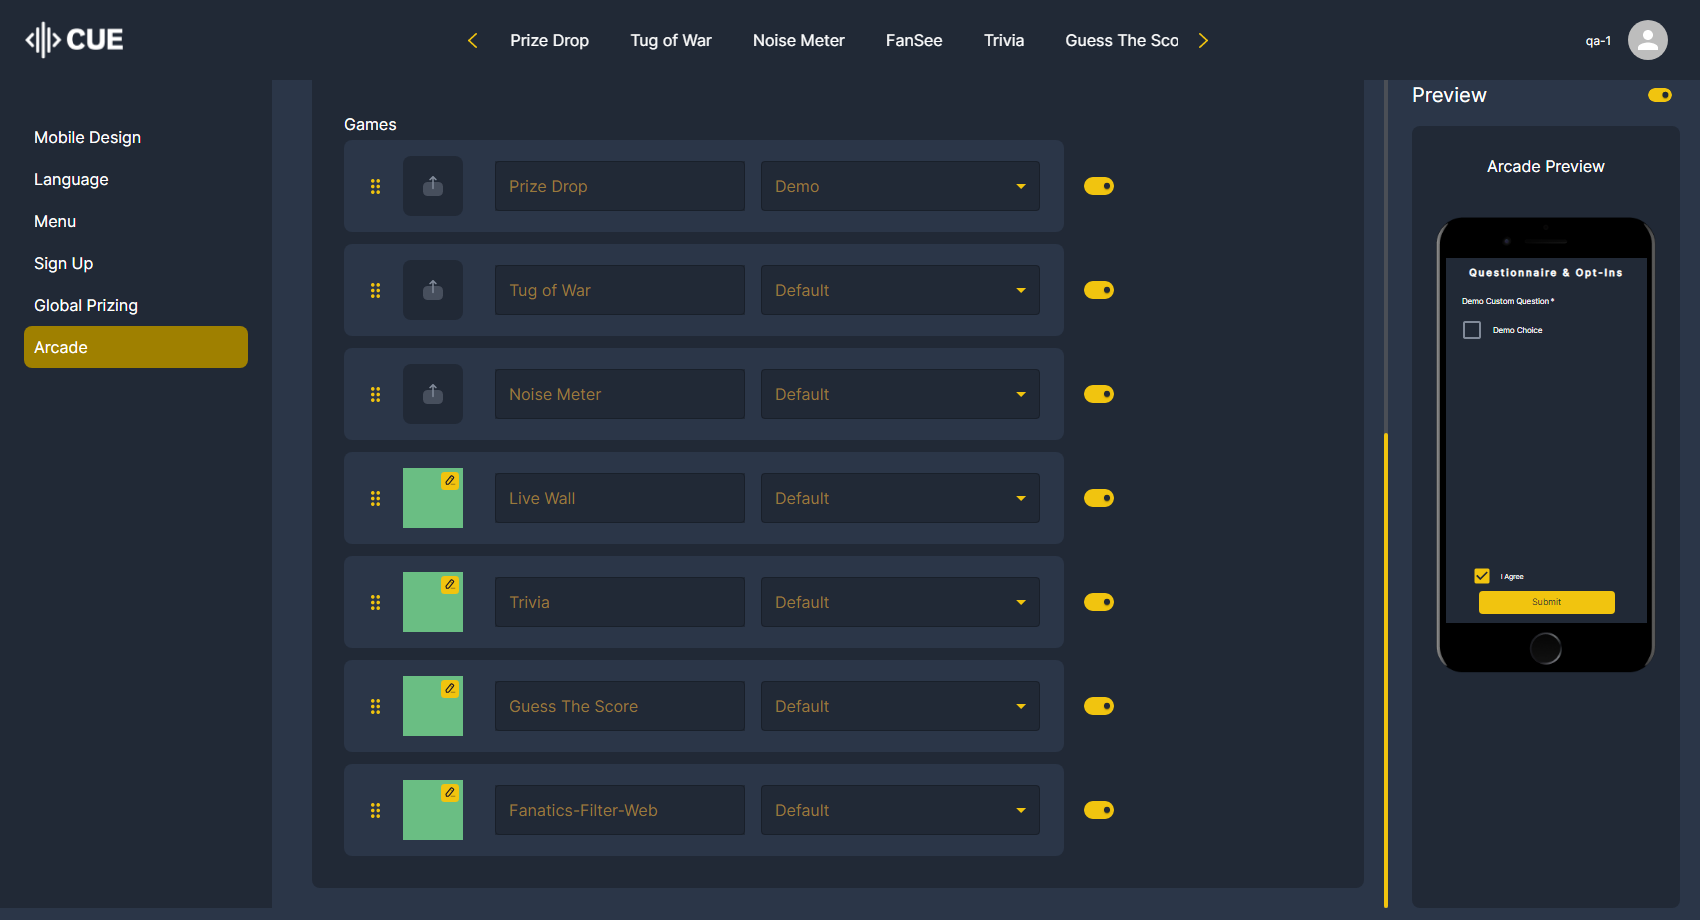 CUE
Prize Drop
Tug of War
Noise Meter
FanSee
Trivia
Guess The Sco
qa-1
Mobile Design
Language
Menu
Sign Up
Global Prizing
Arcade
Games
Prize Drop
Demo
Tug of War
Default
Noise Meter
Default
Live Wall
Default
Trivia
Default
Guess The Score
Default
Fanatics-Filter-Web
Default
Preview
Arcade Preview
Questionnaire & Opt-Ins
Demo Custom Question *
Demo Choice
I Agree
Submit